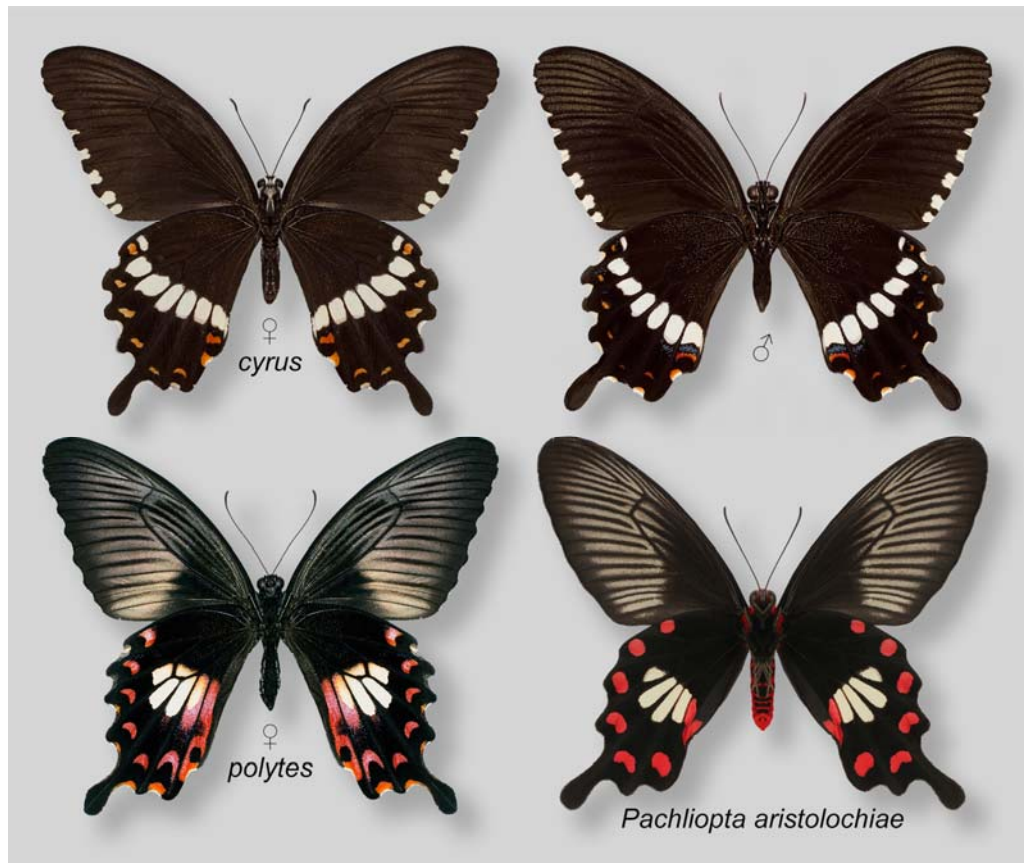 ♀
cyrus
♂
♀
polytes
Pachliopta aristolochiae